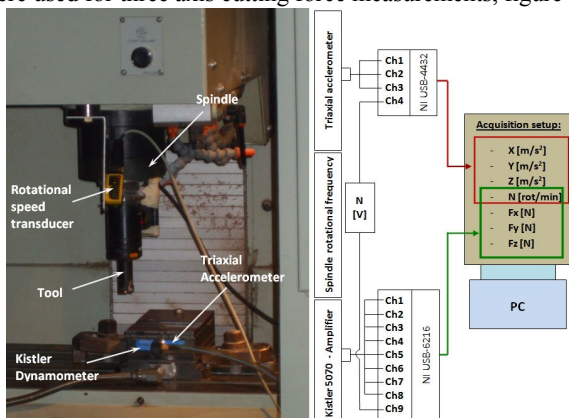 ere used for three axis cutting force measurements, figure
Spindle
Rotational
speed
transducer
Triaxial
Accelerometer
Tool
Kistler
Dynamometer
Triaxial acclerometer
Ch1
Ch2
Ch3
Ch4
NI USB-4432
Spindle rotational frequency
N
[V]
Kistler 5070 - Amplifier
Ch1
Ch2
Ch3
Ch4
Ch5
Ch6
Ch7
Ch8
Ch9
NI USB-6216
Acquisition setup:
- X [m/s²]
- Y [m/s²]
- Z [m/s²]
- N [rot/min]
- Fx [N]
- Fy [N]
- Fz [N]
PC